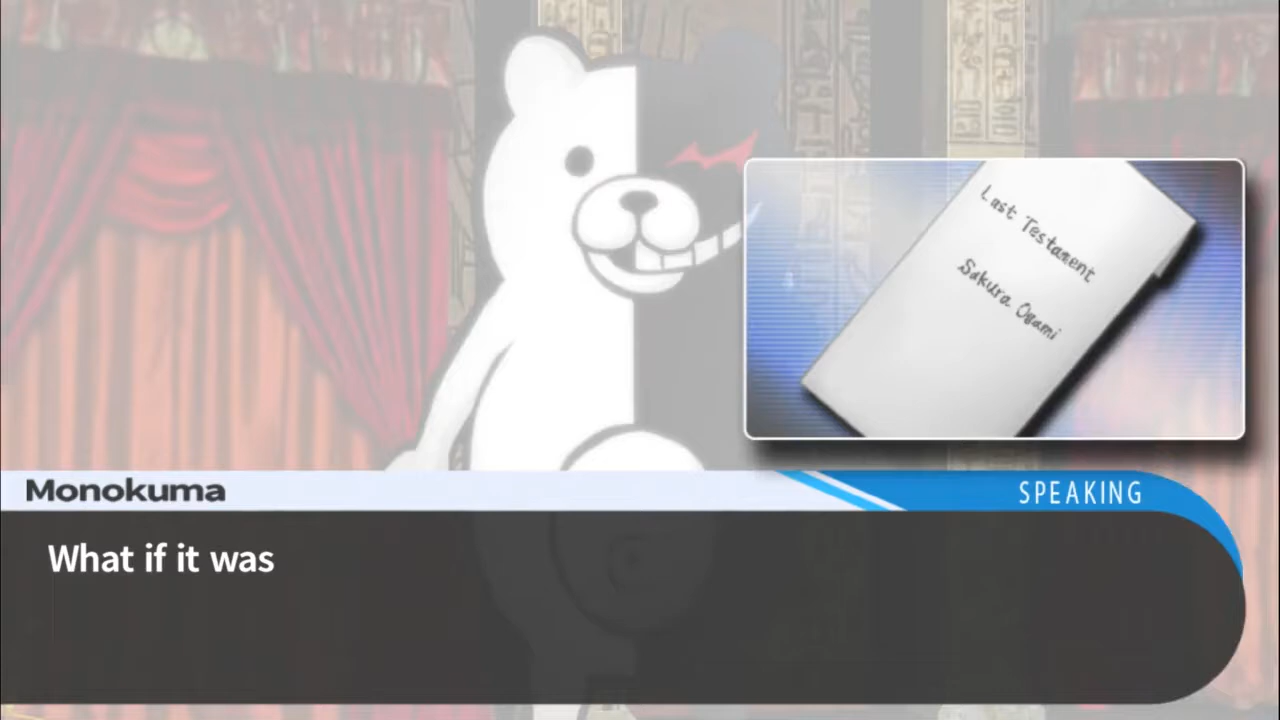 Last Testament
Sakura Ogami
Monokuma
SPEAKING
What if it was